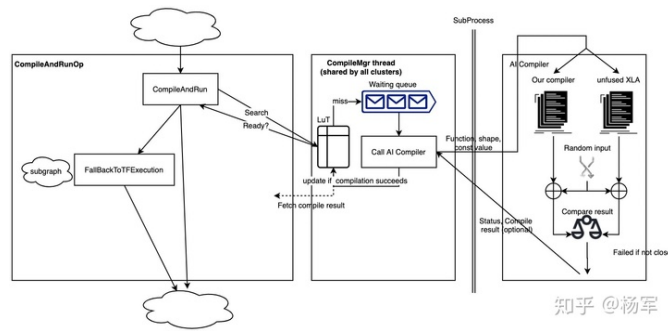 SubProcess
CompileAndRunOp
CompileMgr thread
(shared by all clusters)
AI Compiler
Waiting queue
Our compiler
unfused XLA
CompileAndRun
miss
Search
Ready?
LuT
Random input
Call AI Compiler
Function, shape,
const value
subgraph
FallBackToTFExecution
update if compilation succeeds
Fetch compile result
Compare result
Status, Compile
result (optional)
Failed if not close
知乎 @杨军